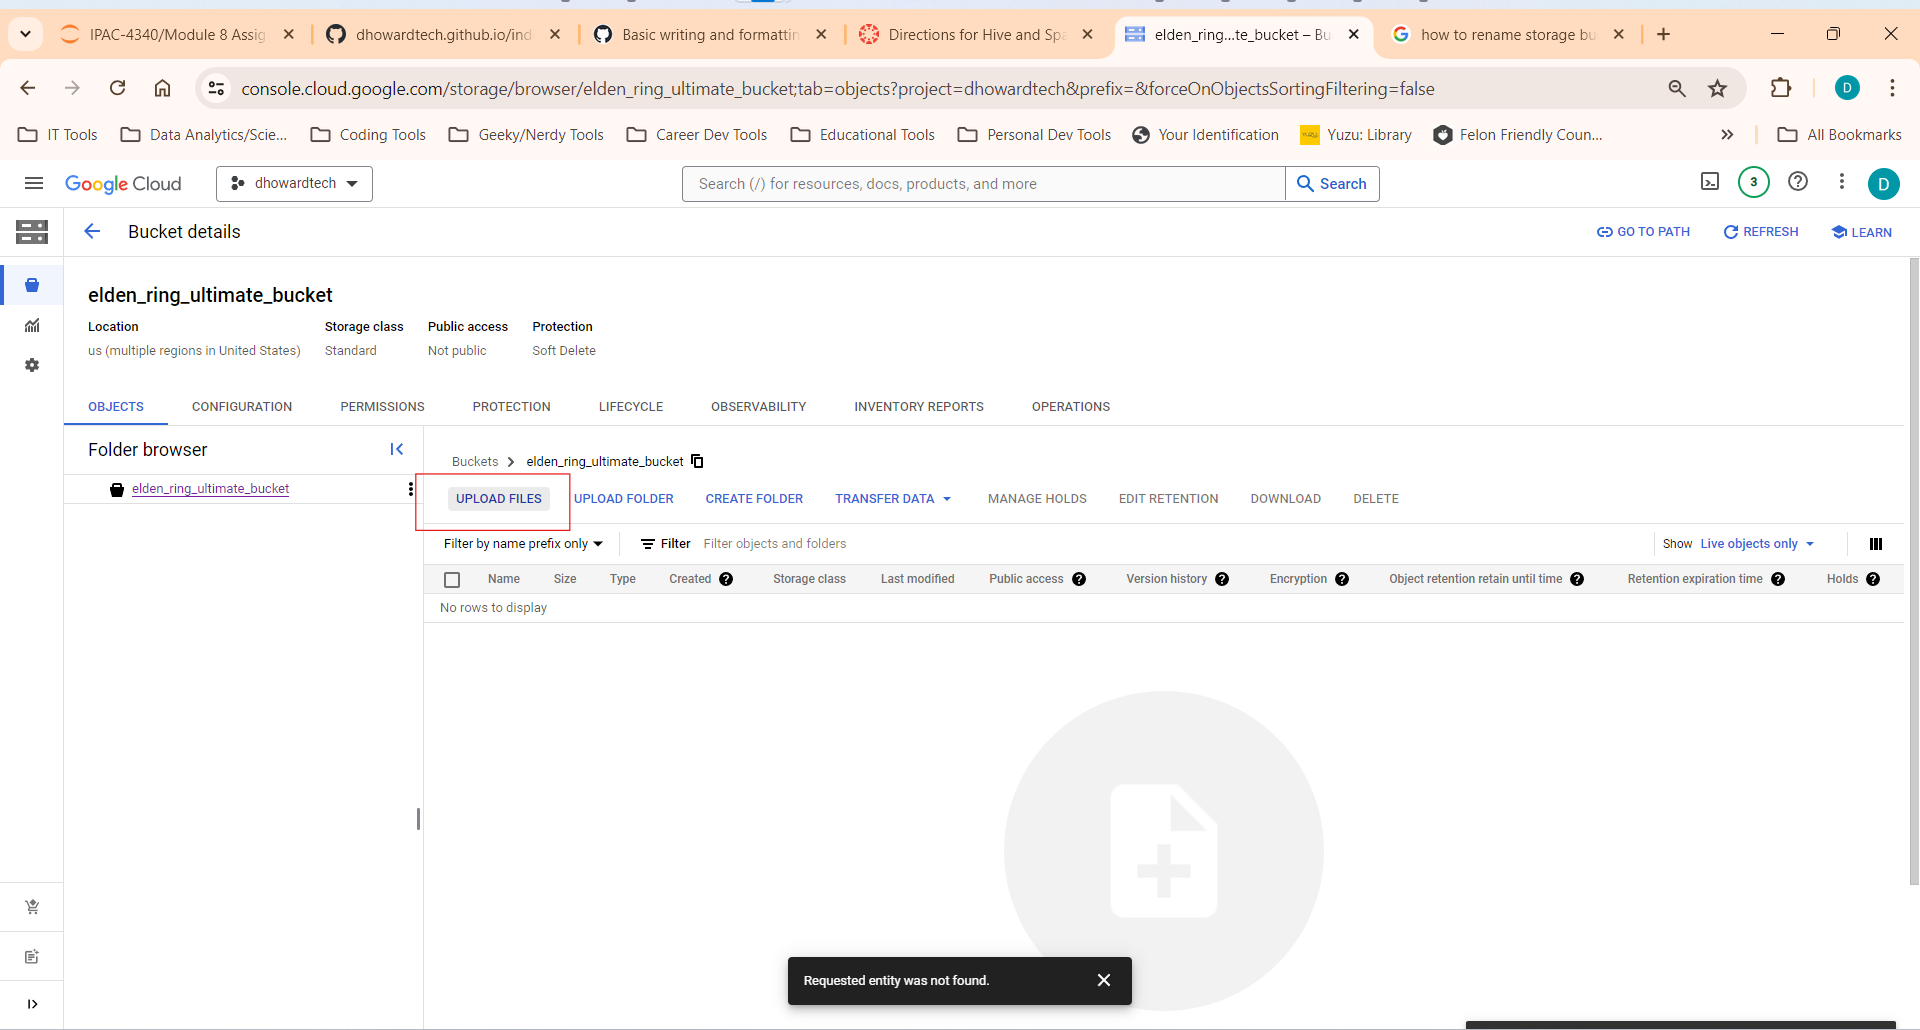 IPAC-4340/Module 8 Assig
dhowardtech.github.io/ind
Basic writing and formattin
Directions for Hive and Spa
elden_ring...te_bucket – Bu
how to rename storage bu
console.cloud.google.com/storage/browser/elden_ring_ultimate_bucket;tab=objects?project=dhowardtech&prefix=&forceOnObjectsSortingFiltering=false
D
IT Tools
Data Analytics/Scie...
Coding Tools
Geeky/Nerdy Tools
Career Dev Tools
Educational Tools
Personal Dev Tools
Your Identification
Yuzu: Library
Felon Friendly Coun...
All Bookmarks
Google Cloud
dhowardtech
Search (/) for resources, docs, products, and more
Search
3
D
Bucket details
GO TO PATH
REFRESH
LEARN
elden_ring_ultimate_bucket
Location
Storage class
Public access
Protection
us (multiple regions in United States)
Standard
Not public
Soft Delete
OBJECTS
CONFIGURATION
PERMISSIONS
PROTECTION
LIFECYCLE
OBSERVABILITY
INVENTORY REPORTS
OPERATIONS
Folder browser
elden_ring_ultimate_bucket
Buckets
elden_ring_ultimate_bucket
UPLOAD FILES
UPLOAD FOLDER
CREATE FOLDER
TRANSFER DATA
MANAGE HOLDS
EDIT RETENTION
DOWNLOAD
DELETE
Filter by name prefix only
Filter
Filter objects and folders
Show
Live objects only
Name
Size
Type
Created
Storage class
Last modified
Public access
Version history
Encryption
Object retention retain until time
Retention expiration time
Holds
No rows to display
Requested entity was not found.